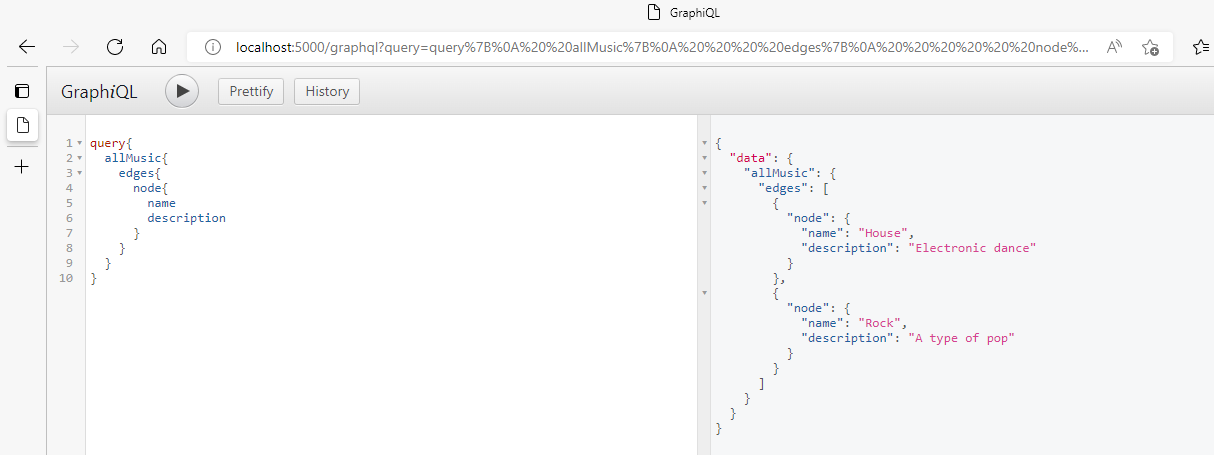 GraphiQL
localhost:5000/graphql?query=query%7B%0A%20%20allMusic%7B%0A%20%20%20%20edges%7B%0A%20%20%20%20%20%20node%...
GraphiQL Prettify History
1 query{
2 allMusic{
3 edges{
4 node{
5 name
6 description
7 }
8 }
9 }
10 }
{
"data": {
"allMusic": {
"edges": [
{
"node": {
"name": "House",
"description": "Electronic dance"
}
},
{
"node": {
"name": "Rock",
"description": "A type of pop"
}
}
]
}
}
}